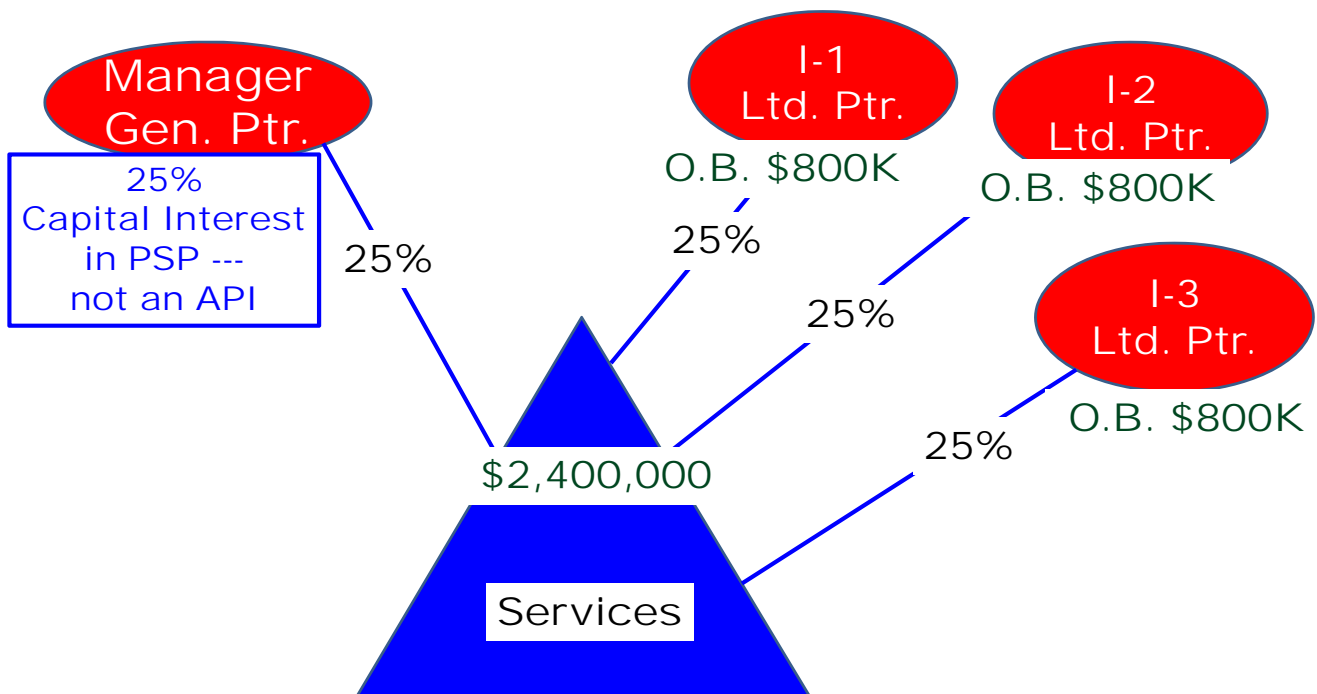 Manager
Gen. Ptr.
25%
Capital Interest
in PSP ---
not an API
25%
I-1
Ltd. Ptr.
O.B. $800K
25%
I-2
Ltd. Ptr.
O.B. $800K
25%
I-3
Ltd. Ptr.
O.B. $800K
25%
$2,400,000
Services